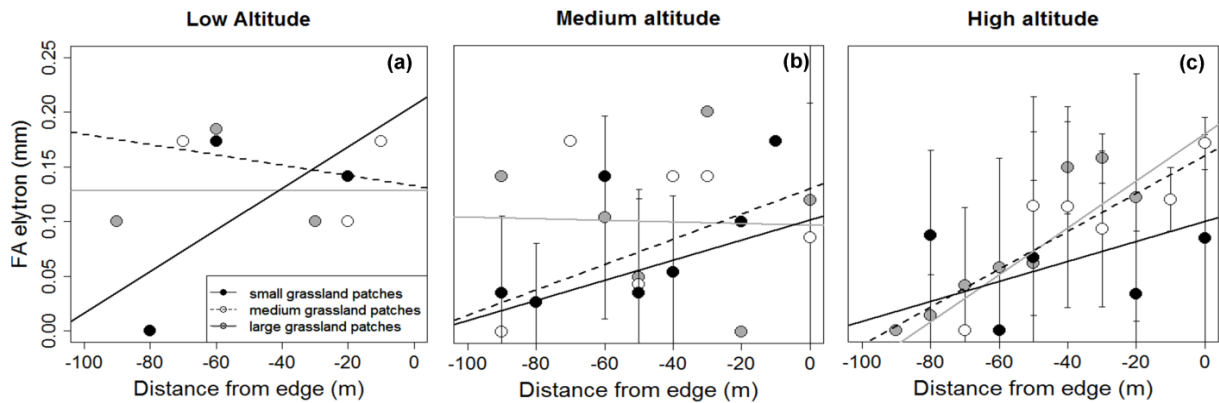 Low Altitude
Medium altitude
High altitude
(a)
(b)
(c)
FA elytron (mm)
0.25
0.20
0.15
0.10
0.05
0.00
small grassland patches
medium grassland patches
large grassland patches
-100 -80 -60 -40 -20 0
-100 -80 -60 -40 -20 0
-100 -80 -60 -40 -20 0
Distance from edge (m)
Distance from edge (m)
Distance from edge (m)